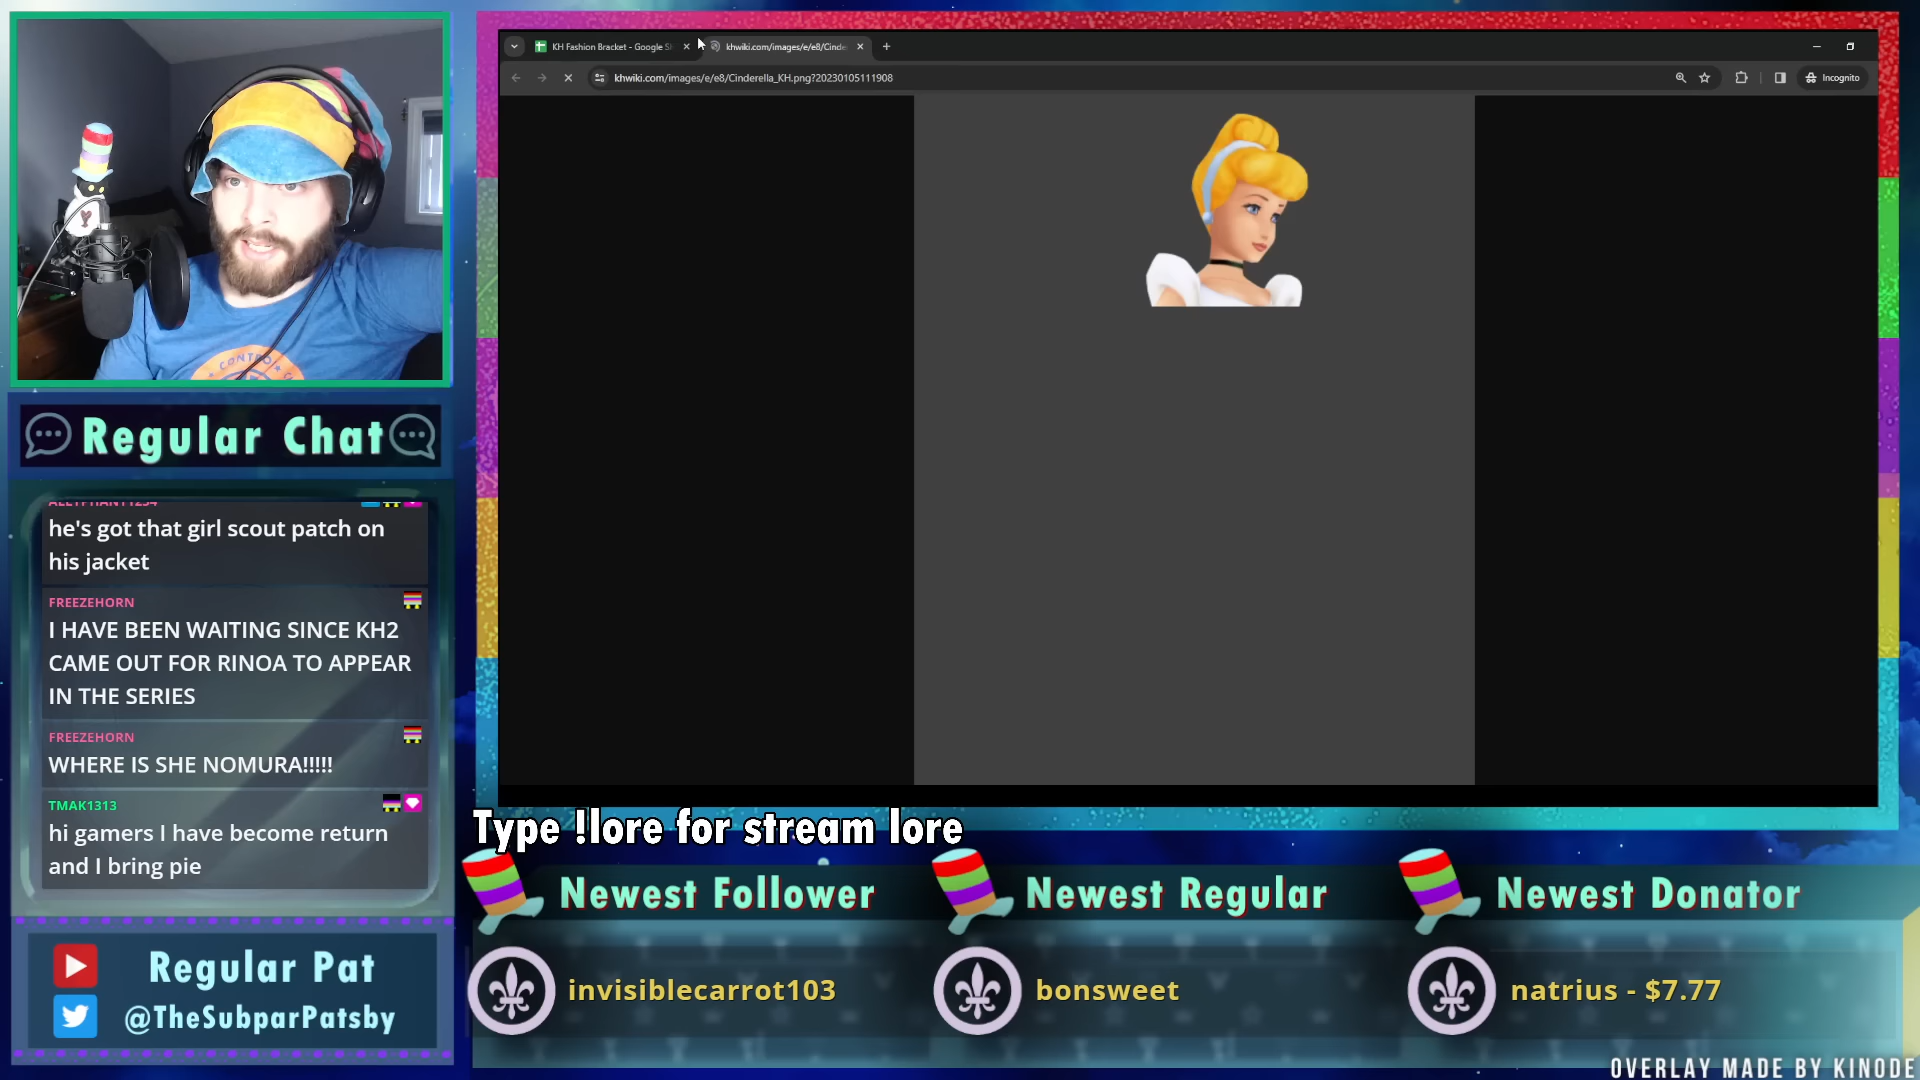 KH Fashion Bracket - Google S
khwiki.com/images/e/e8/Cinde
khwiki.com/images/e/e8/Cinderella_KH.png?20230105111908
Incognito
CONTRO
Regular Chat
he's got that girl scout patch on
his jacket
FREEZEHORN
I HAVE BEEN WAITING SINCE KH2
CAME OUT FOR RINOA TO APPEAR
IN THE SERIES
FREEZEHORN
WHERE IS SHE NOMURA!!!!!
TMAK1313
hi gamers I have become return
and I bring pie
Type !lore for stream lore
Newest Follower
Newest Regular
Newest Donator
invisiblecarrot103
bonsweet
natrius - $7.77
Regular Pat
@TheSubparPatsby
OVERLAY MADE BY KINODE